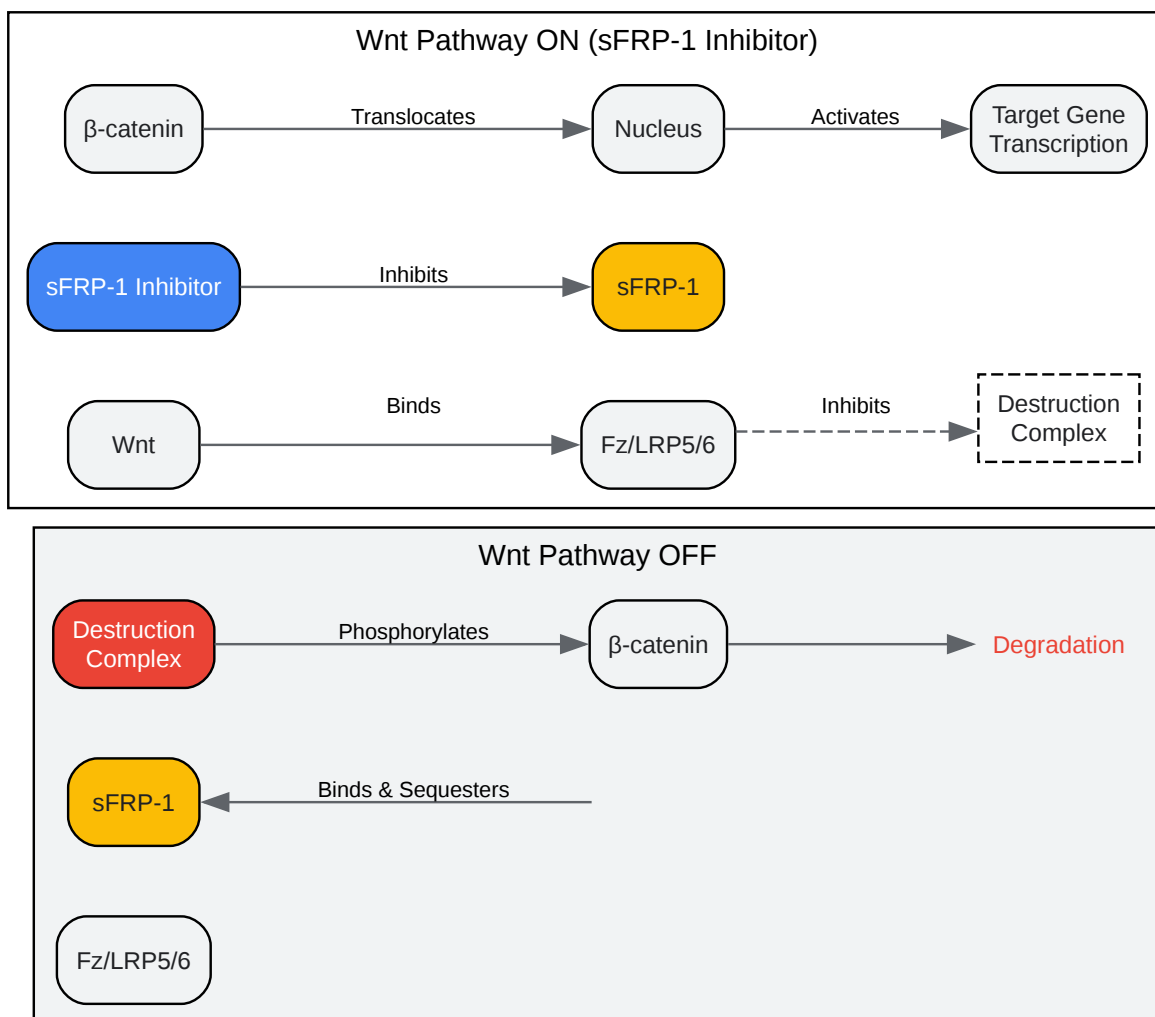 Wnt Pathway ON (sFRP-1 Inhibitor)
β-catenin
Translocates
Nucleus
Activates
Target Gene
Transcription
sFRP-1 Inhibitor
Inhibits
sFRP-1
Wnt
Binds
Fz/LRP5/6
Inhibits
Destruction
Complex
Wnt Pathway OFF
Destruction
Complex
Phosphorylates
β-catenin
Degradation
sFRP-1
Binds & Sequesters
Fz/LRP5/6